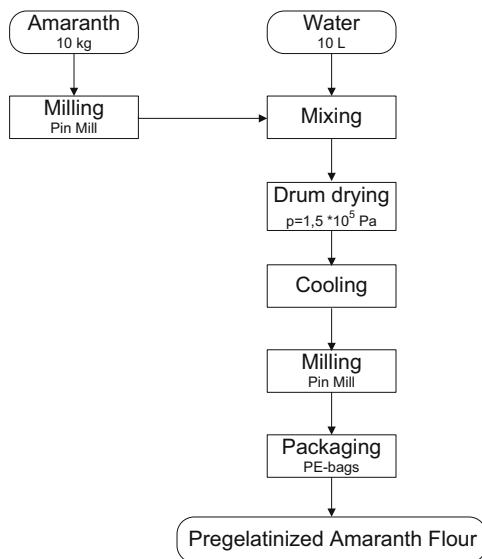 Amaranth
10 kg
Water
10 L
Milling
Pin Mill
Mixing
Drum drying
p=1,5 *10⁵ Pa
Cooling
Milling
Pin Mill
Packaging
PE-bags
Pregelatinized Amaranth Flour